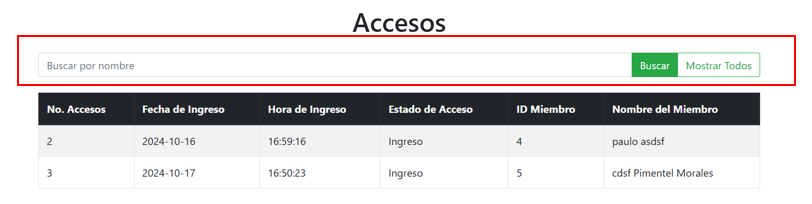 Accesos
Buscar por nombre Buscar Mostrar Todos
No. Accesos Fecha de Ingreso Hora de Ingreso Estado de Acceso ID Miembro Nombre del Miembro
2 2024-10-16 16:59:16 Ingreso 4 paulo asdsf
3 2024-10-17 16:50:23 Ingreso 5 cdsf Pimentel Morales